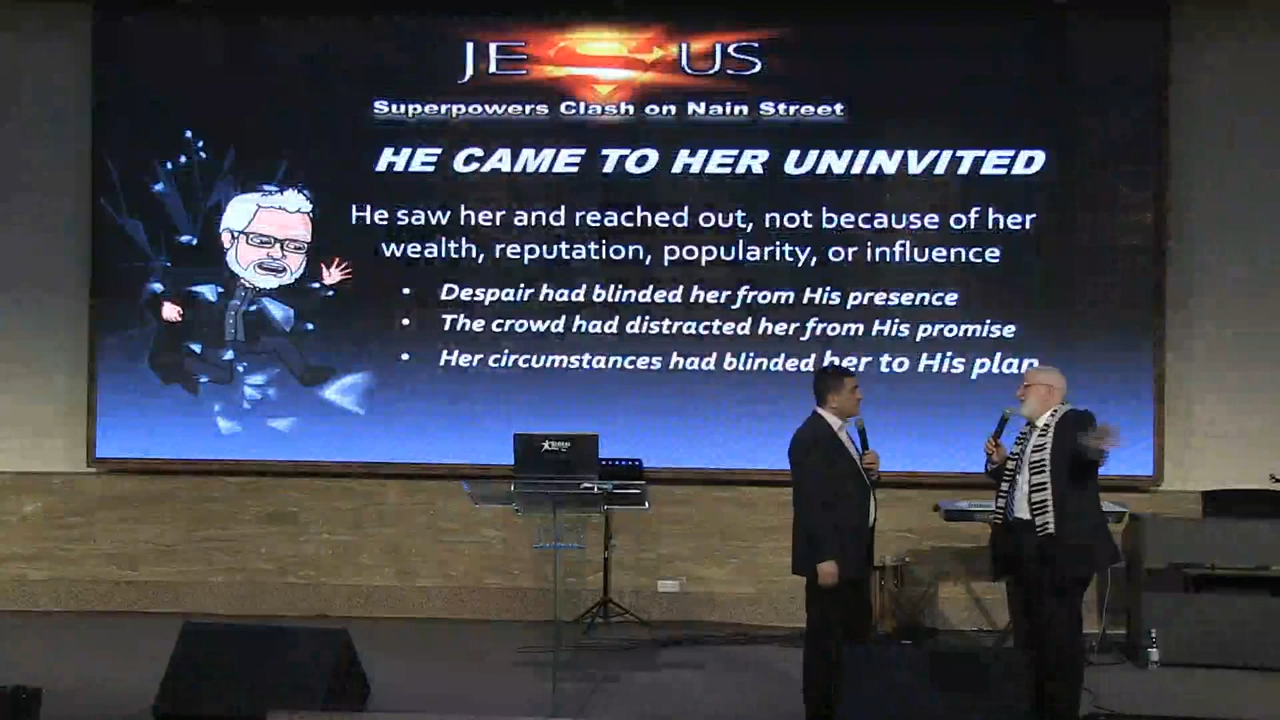 JESUS
Superpowers Clash on Nain Street
HE CAME TO HER UNINVITED
He saw her and reached out, not because of her
wealth, reputation, popularity, or influence
• Despair had blinded her from His presence
• The crowd had distracted her from His promise
• Her circumstances had blinded her to His plan